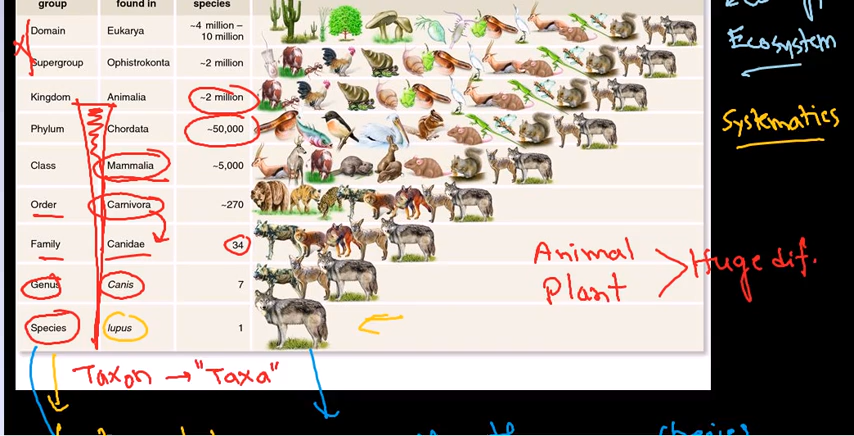 group found in species
Domain Eukarya ~4 million –
10 million
Supergroup Ophistrokonta ~2 million
Kingdom Animalia ~2 million
Phylum Chordata ~50,000
Class Mammalia ~5,000
Order Carnivora ~270
Family Canidae 34
Genus Canis 7
Species lupus 1
Ecosystem
Systematics
Animal
Plant
Huge dif.
Taxon → "Taxa"